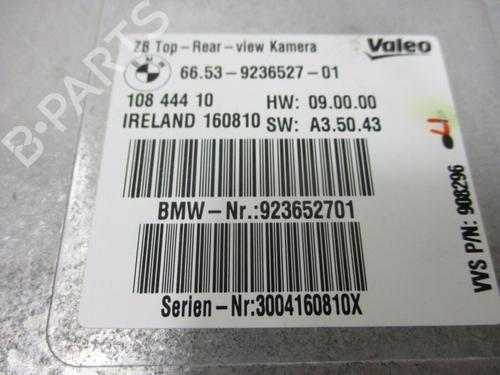 ZB Top-Rear-view Kamera
Valeo
BMW
66.53-9236527-01
108 444 10 HW: 09.00.00
IRELAND 160810 SW: A3.50.43
BMW-Nr.:923652701
Serien-Nr:3004160810X
VVS P/N: 908296
B-PARTS